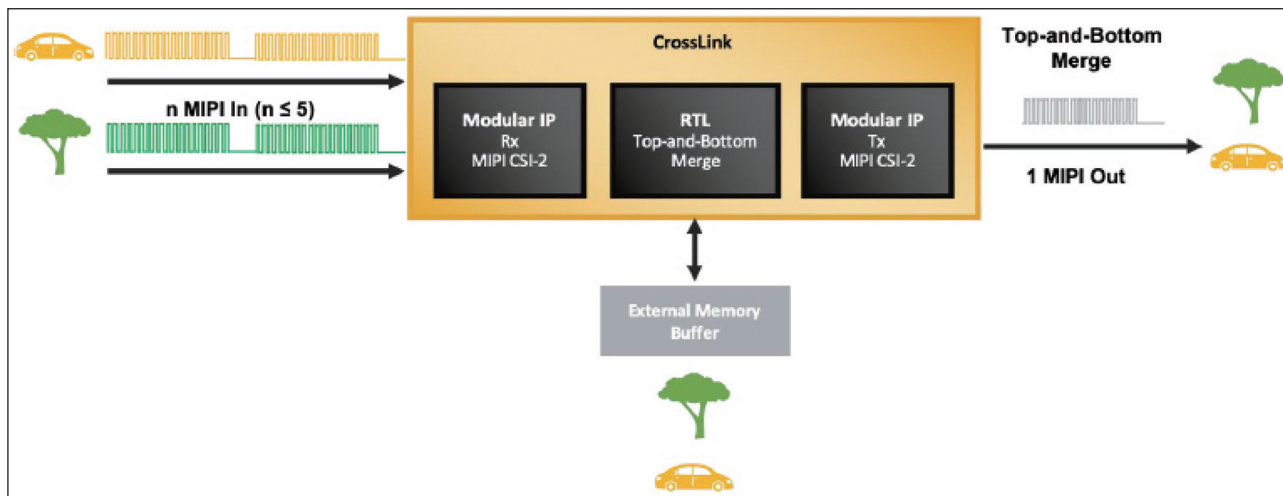 CrossLink
Top-and-Bottom
Merge
n MIPI In (n ≤ 5)
Modular IP
Rx
MIPI CSI-2
RTL
Top-and-Bottom
Merge
Modular IP
Tx
MIPI CSI-2
1 MIPI Out
External Memory
Buffer